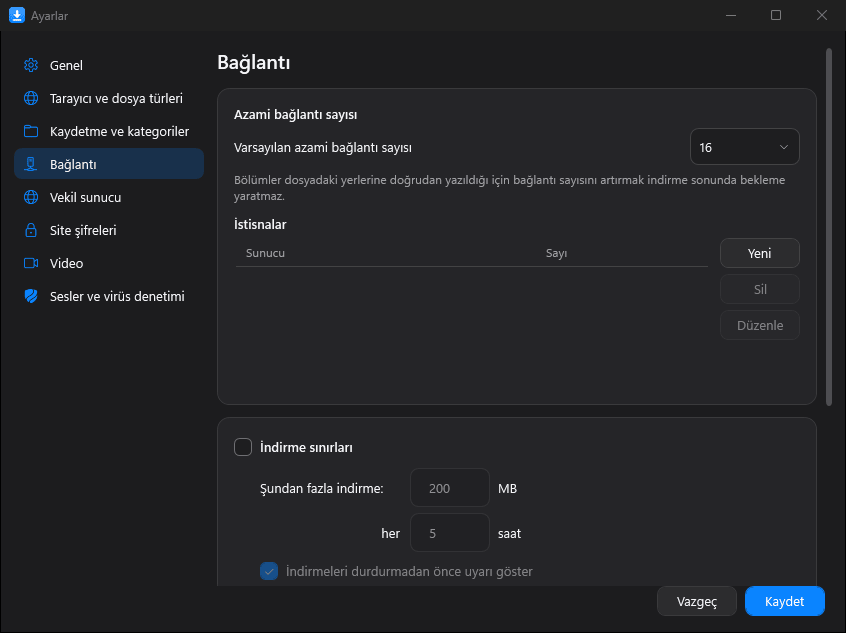 Ayarlar
Genel
Tarayıcı ve dosya türleri
Kaydetme ve kategoriler
Bağlantı
Vekil sunucu
Site şifreleri
Video
Sesler ve virüs denetimi
Bağlantı
Azami bağlantı sayısı
Varsayılan azami bağlantı sayısı
16
Bölümler dosyadaki yerlerine doğrudan yazıldığı için bağlantı sayısını artırmak indirme sonunda bekleme
yaratmaz.
İstisnalar
Sunucu Sayı
Yeni
Sil
Düzenle
İndirme sınırları
Şundan fazla indirme: 200 MB
her 5 saat
İndirmeleri durdurmadan önce uyarı göster
Vazgeç Kaydet